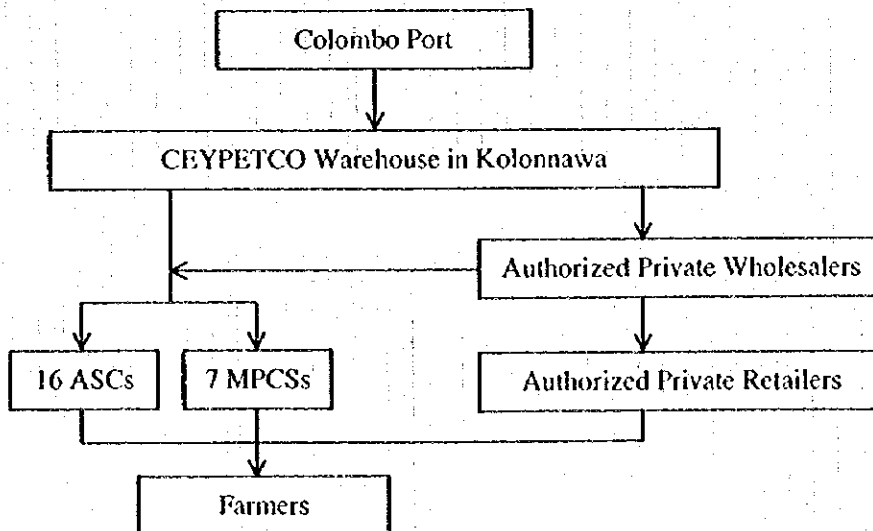 Colombo Port
CEYPETCO Warehouse in Kolonnawa
Authorized Private Wholesalers
16 ASCs
7 MPCSs
Authorized Private Retailers
Farmers